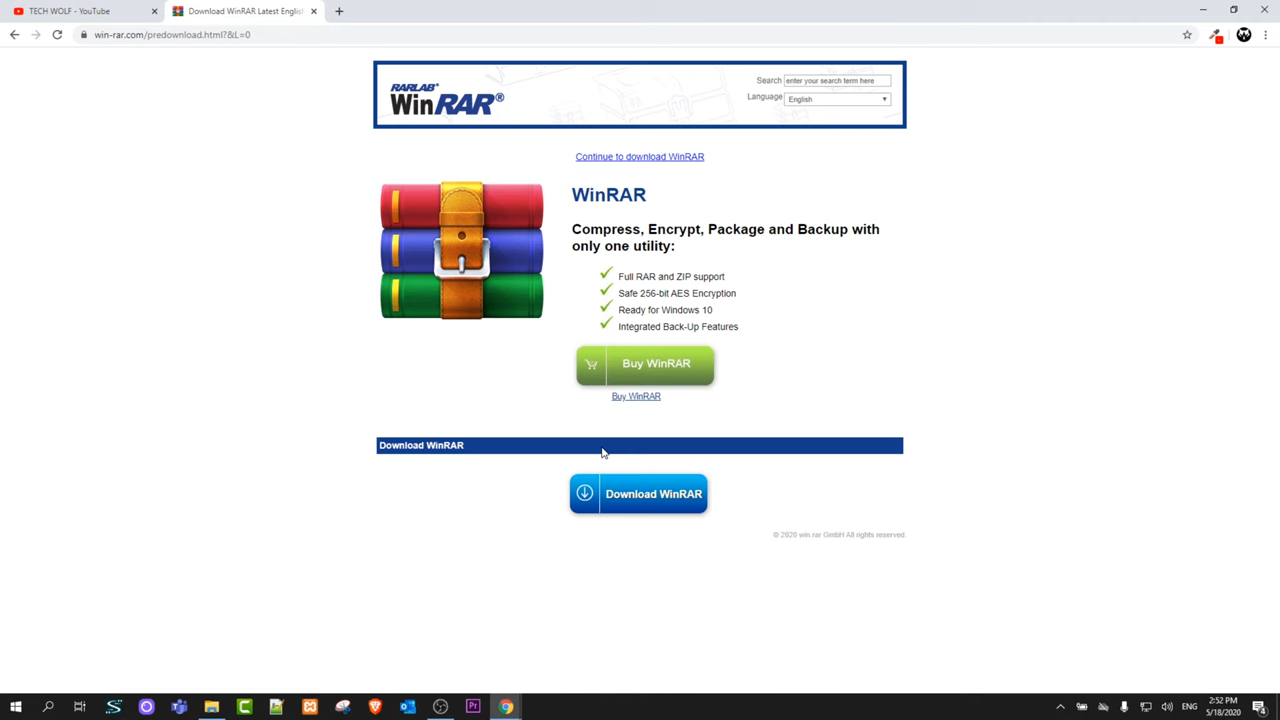 TECH WOLF - YouTube
Download WinRAR Latest Englis
win-rar.com/predownload.html?&L=0
RARLAB®
WinRAR®
Search enter your search term here
Language English
Continue to download WinRAR
WinRAR
Compress, Encrypt, Package and Backup with
only one utility:
Full RAR and ZIP support
Safe 256-bit AES Encryption
Ready for Windows 10
Integrated Back-Up Features
Buy WinRAR
Buy WinRAR
Download WinRAR
Download WinRAR
© 2020 win.rar GmbH All rights reserved.
Pr
ENG
2:52 PM
5/18/2020
4